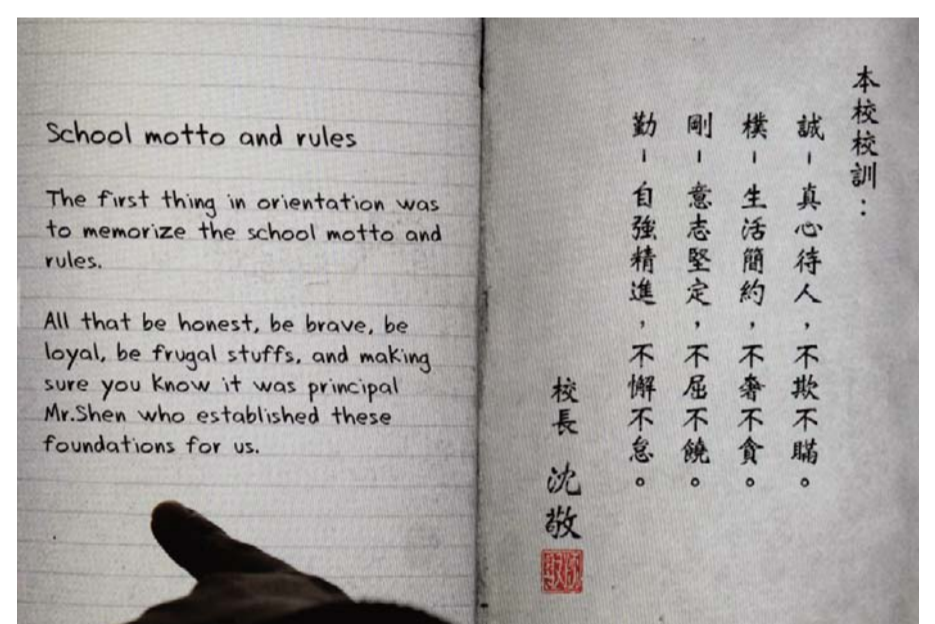 School motto and rules
The first thing in orientation was
to memorize the school motto and
rules.
All that be honest, be brave, be
loyal, be frugal stuffs, and making
sure you know it was principal
Mr.Shen who established these
foundations for us.
本校校訓：
誠－真心待人，不欺不瞞。
樸－生活簡約，不奢不貪。
剛－意志堅定，不屈不饒。
勤－自強精進，不懈不怠。
校長 沈敬